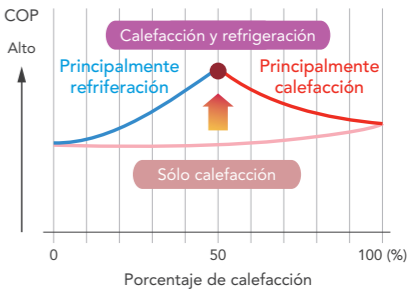 COP
Alto
Calefacción y refrigeración
Principalmente
refriferación
Principalmente
calefacción
Sólo calefacción
0
50
100 (%)
Porcentaje de calefacción